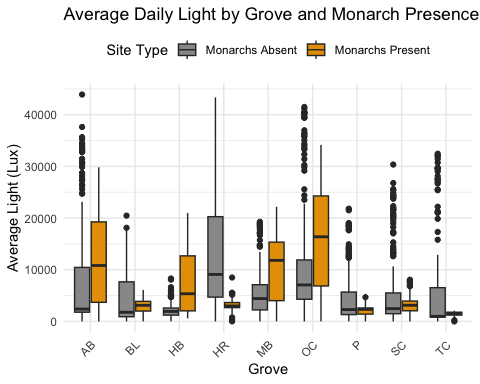 Average Daily Light by Grove and Monarch Presence
Site Type Monarchs Absent Monarchs Present
Average Light (Lux)
40000
30000
20000
10000
0
AB BL HB HR MB OC P SC TC
Grove